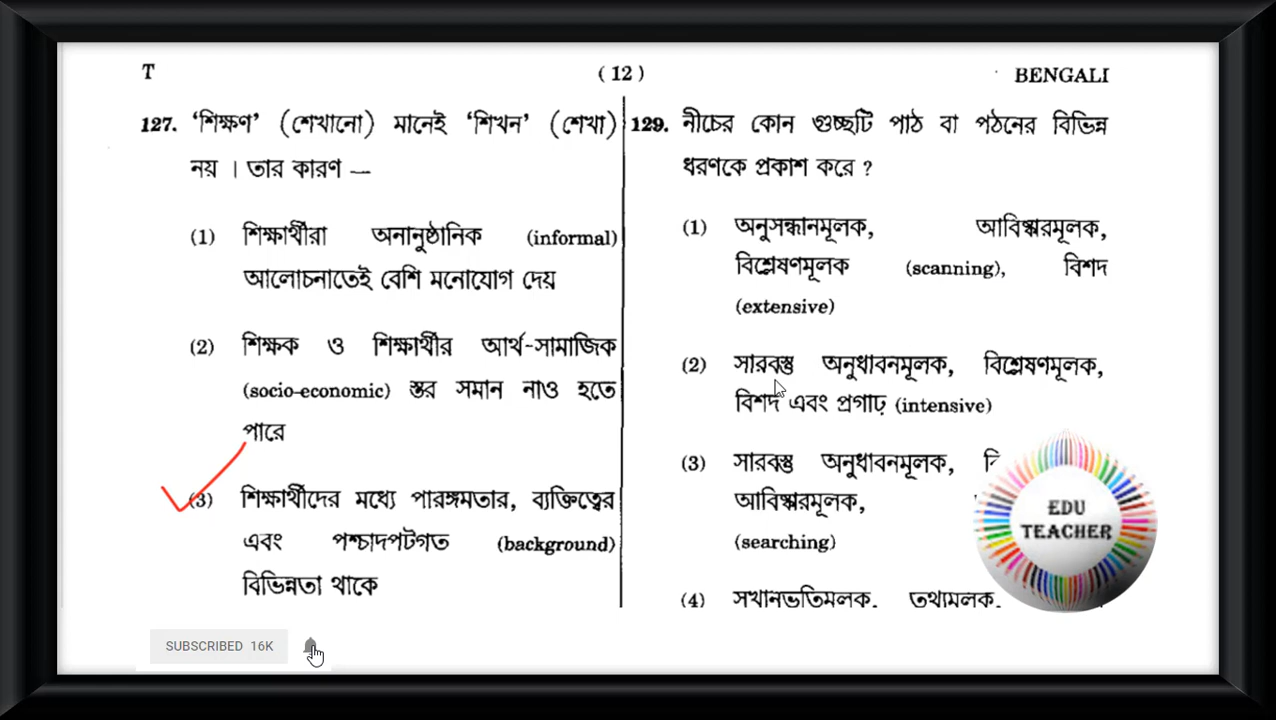 T
( 12 )
BENGALI
127. ‘শিক্ষণ’ (শেখানো) মানেই ‘শিখন’ (শেখা)
নয় । তার কারণ —
(1) শিক্ষার্থীরা অনানুষ্ঠানিক (informal)
আলোচনাতেই বেশি মনোযোগ দেয়
(2) শিক্ষক ও শিক্ষার্থীর আর্থ-সামাজিক
(socio-economic) স্তর সমান নাও হতে
পারে
(3) শিক্ষার্থীদের মধ্যে পারঙ্গমতার, ব্যক্তিত্বের
এবং পশ্চাদপটগত (background)
বিভিন্নতা থাকে
129. নীচের কোন গুচ্ছটি পাঠ বা পঠনের বিভিন্ন
ধরণকে প্রকাশ করে ?
(1) অনুসন্ধানমূলক, আবিষ্কারমূলক,
বিশ্লেষণমূলক (scanning), বিশদ
(extensive)
(2) সারবস্তু অনুধাবনমূলক, বিশ্লেষণমূলক,
বিশদ এবং প্রগাঢ় (intensive)
(3) সারবস্তু অনুধাবনমূলক,
আবিষ্কারমূলক,
(searching)
(4)
EDU
TEACHER
SUBSCRIBED 16K